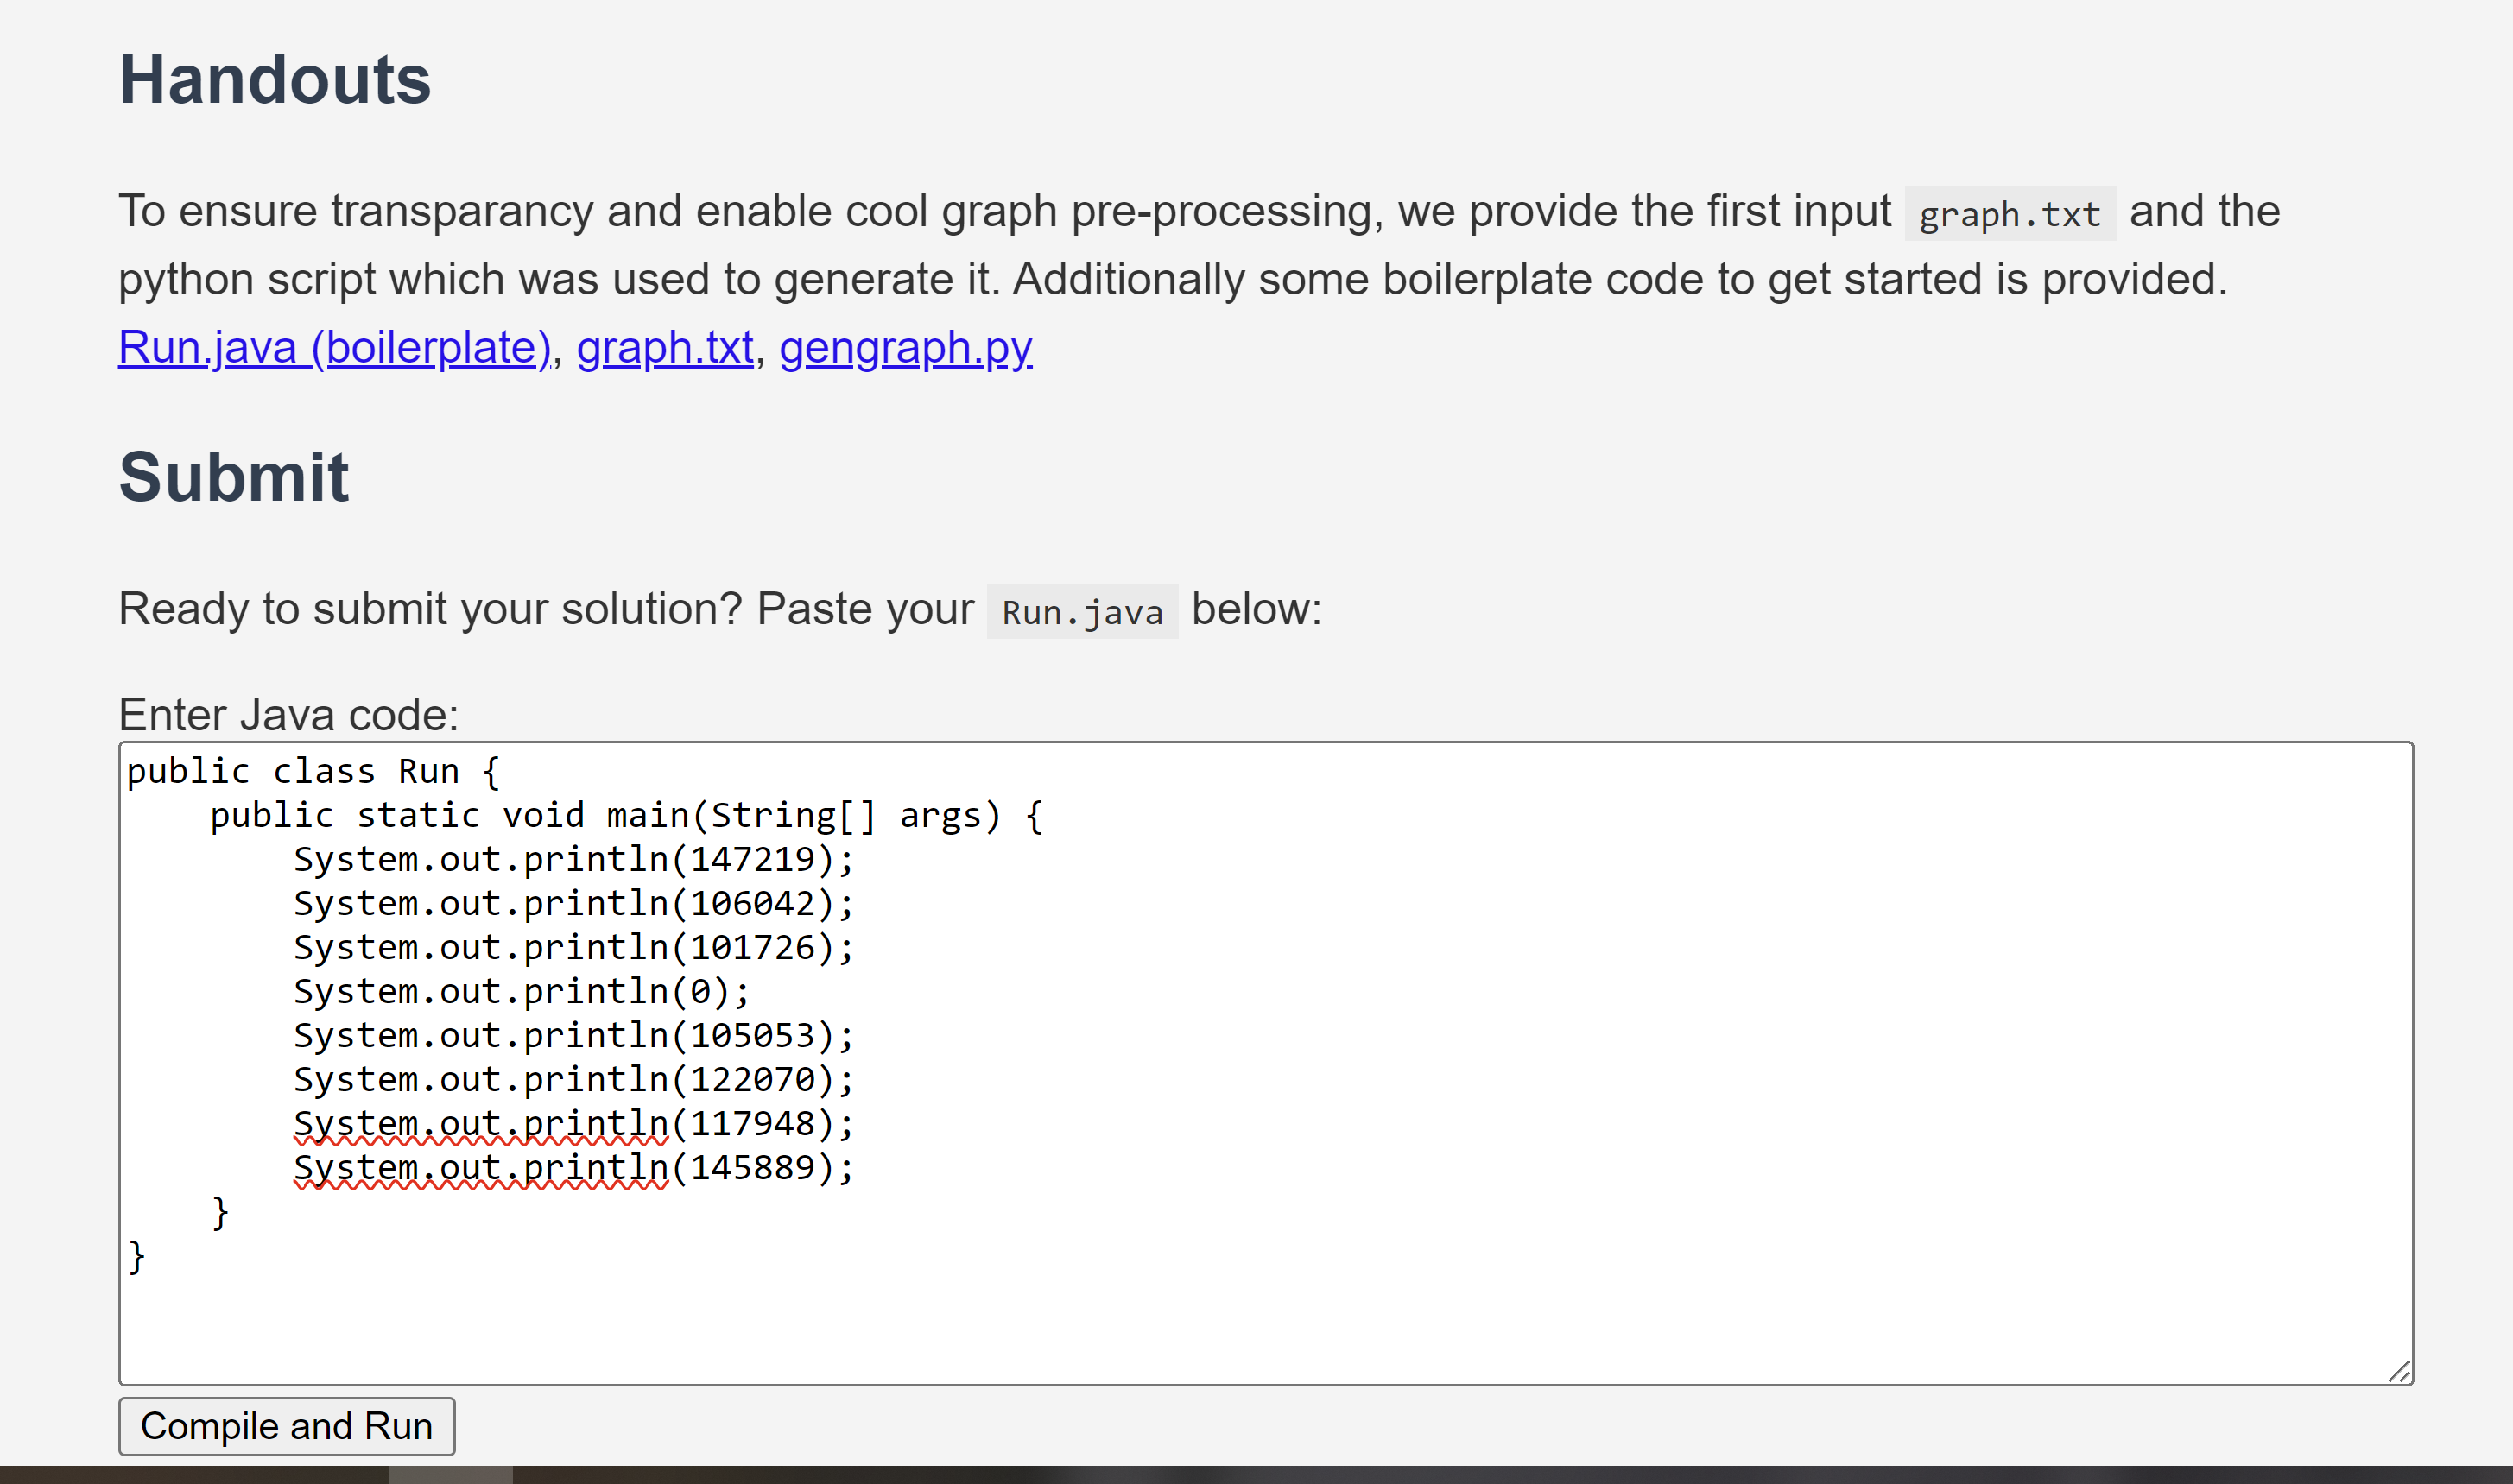 Handouts
To ensure transparancy and enable cool graph pre-processing, we provide the first input graph.txt and the
python script which was used to generate it. Additionally some boilerplate code to get started is provided.
Run.java (boilerplate), graph.txt, gengraph.py
Submit
Ready to submit your solution? Paste your Run.java below:
Enter Java code:
public class Run {
    public static void main(String[] args) {
        System.out.println(147219);
        System.out.println(106042);
        System.out.println(101726);
        System.out.println(0);
        System.out.println(105053);
        System.out.println(122070);
        System.out.println(117948);
        System.out.println(145889);
    }
}
Compile and Run